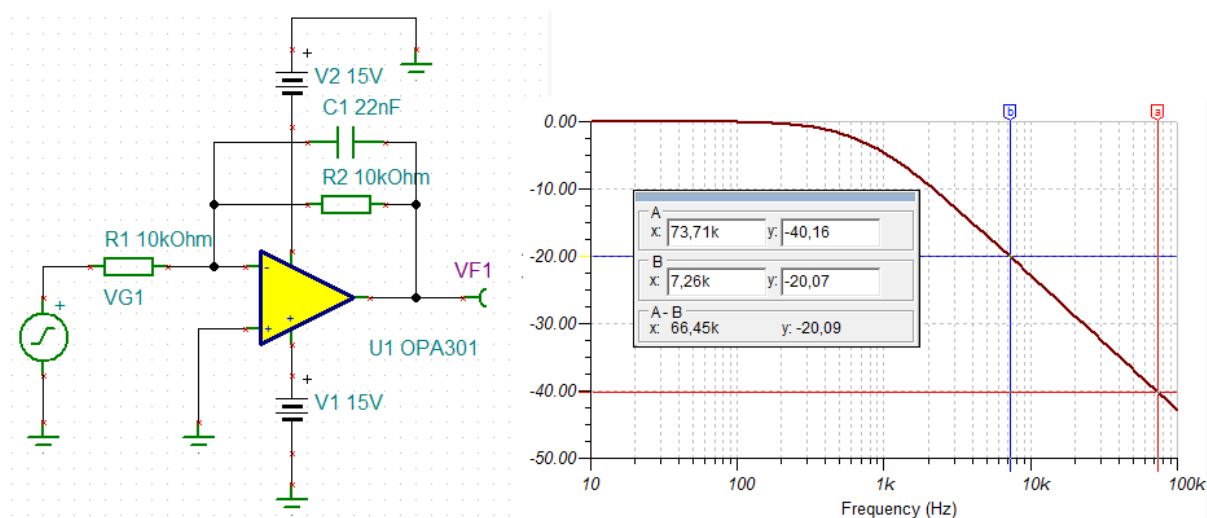 V2 15V
C1 22nF
R2 10kOhm
R1 10kOhm
VG1
VF1
U1 OPA301
V1 15V
+
+
-
+
+
+
b
a
0.00
-10.00
-20.00
-30.00
-40.00
-50.00
A
x: 73,71k y: -40,16
B
x: 7,26k y: -20,07
A - B
x: 66,45k y: -20,09
10 100 1k 10k 100k
Frequency (Hz)